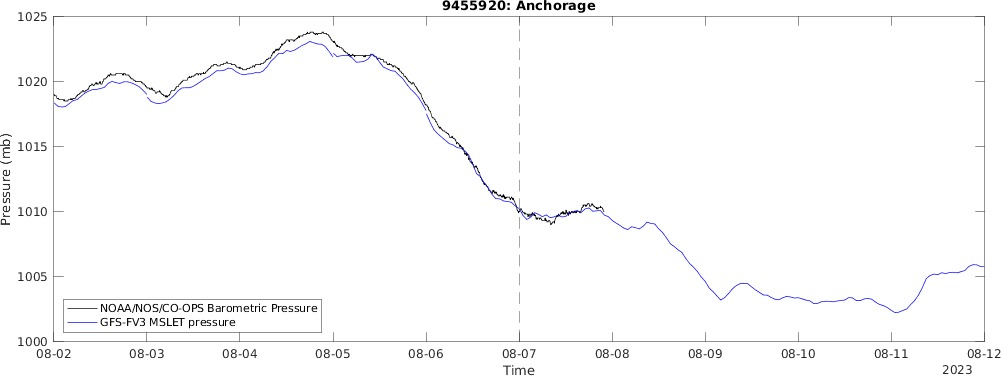 9455920: Anchorage
1025
1020
1015
1010
1005
1000
Pressure (mb)
NOAA/NOS/CO-OPS Barometric Pressure
GFS-FV3 MSLET pressure
08-02 08-03 08-04 08-05 08-06 08-07 08-08 08-09 08-10 08-11 08-12
Time
2023